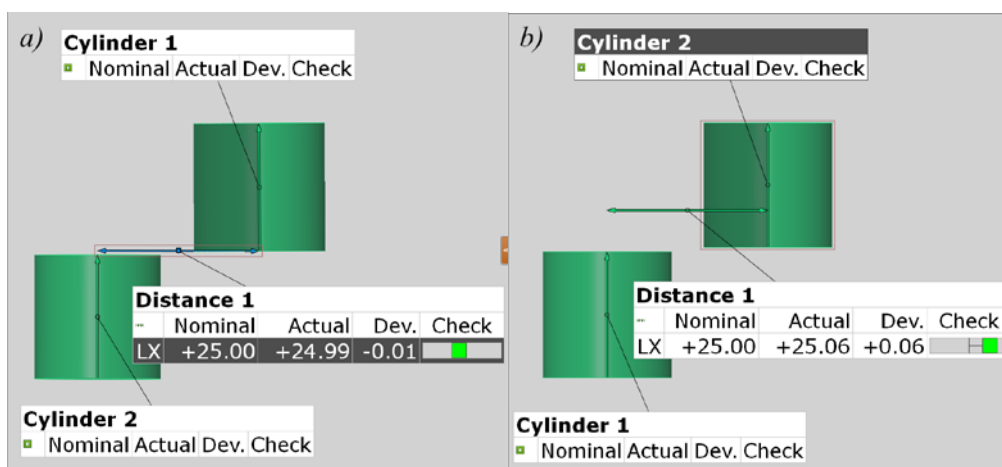 a)
Cylinder 1
Nominal Actual Dev. Check
Distance 1
Nominal Actual Dev. Check
LX +25.00 +24.99 -0.01
Cylinder 2
Nominal Actual Dev. Check
b)
Cylinder 2
Nominal Actual Dev. Check
Distance 1
Nominal Actual Dev. Check
LX +25.00 +25.06 +0.06
Cylinder 1
Nominal Actual Dev. Check